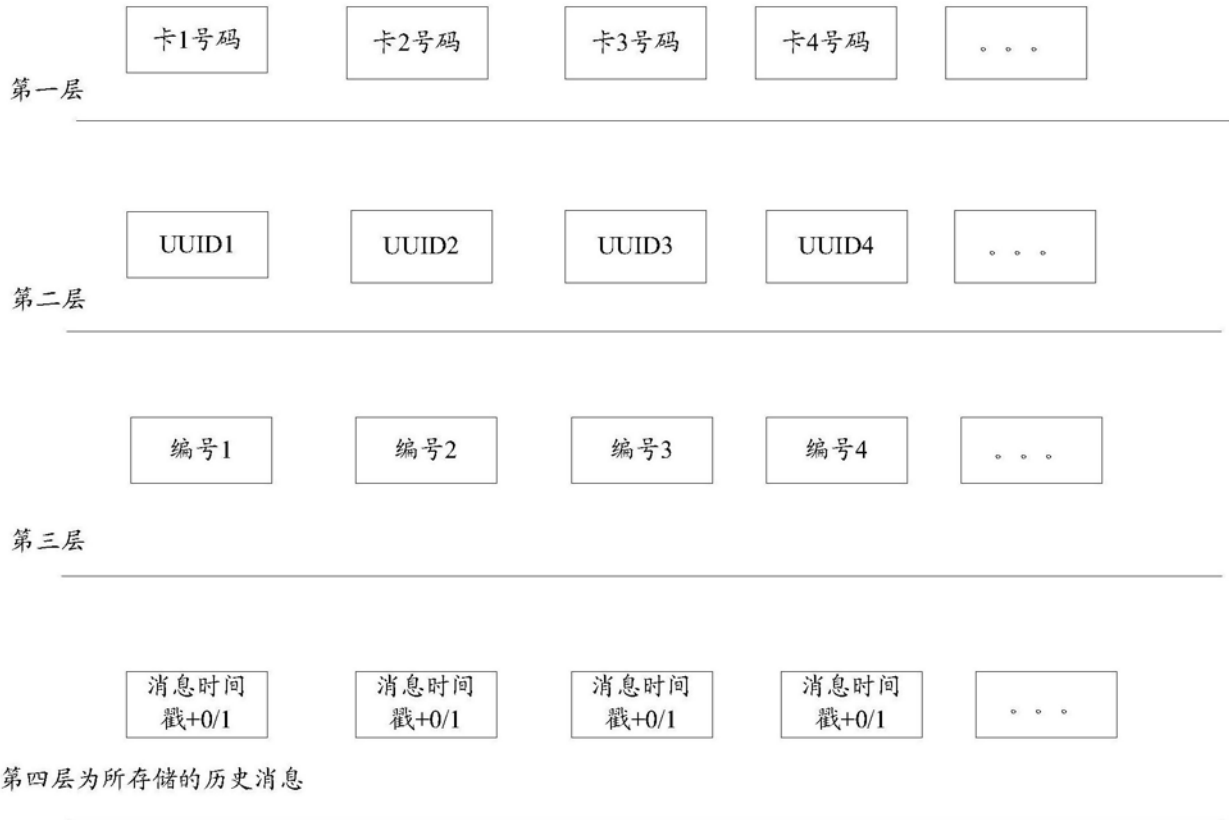 卡1号码
卡2号码
卡3号码
卡4号码
。。。
第一层
UUID1
UUID2
UUID3
UUID4
。。。
第二层
编号1
编号2
编号3
编号4
。。。
第三层
消息时间
戳+0/1
消息时间
戳+0/1
消息时间
戳+0/1
消息时间
戳+0/1
。。。
第四层为所存储的历史消息